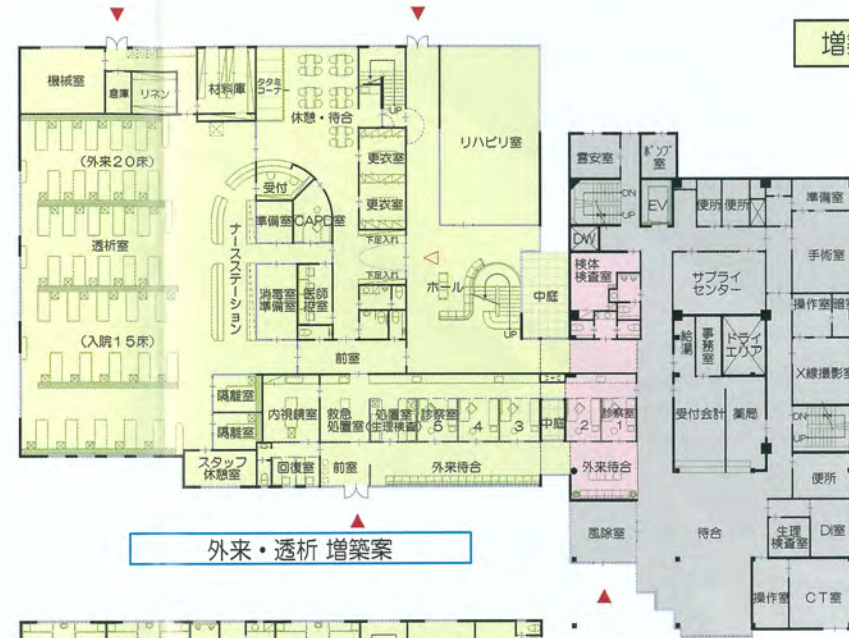 増築
機械室
倉庫
リネン
材料庫
タタミ
コーナー
休憩・待合
UP
リハビリ室
霊安室
ポンプ
室
(外来20床)
更衣室
受付
更衣室
準備室
CAPD室
透析室
ナースステーション
下足入れ
下足入れ
消毒室
準備室
医師
控室
ホール
UP
中庭
(入院15床)
前室
DN
UP
EV
便所
便所
準備室
DW
検体
検査室
サプライ
センター
手術室
操作室
暗室
給湯
事務室
ドライ
エリア
X線撮影室
隔離室
隔離室
内視鏡室
救急
処置室
処置室
(生理検査)
診察室
5
4
3
中庭
2
診察室
1
受付会計
薬局
DN
UP
スタッフ
休憩室
回復室
前室
外来待合
外来待合
便所
風除室
待合
生理
検査室
DI室
操作室
CT室
外来・透析 増築案